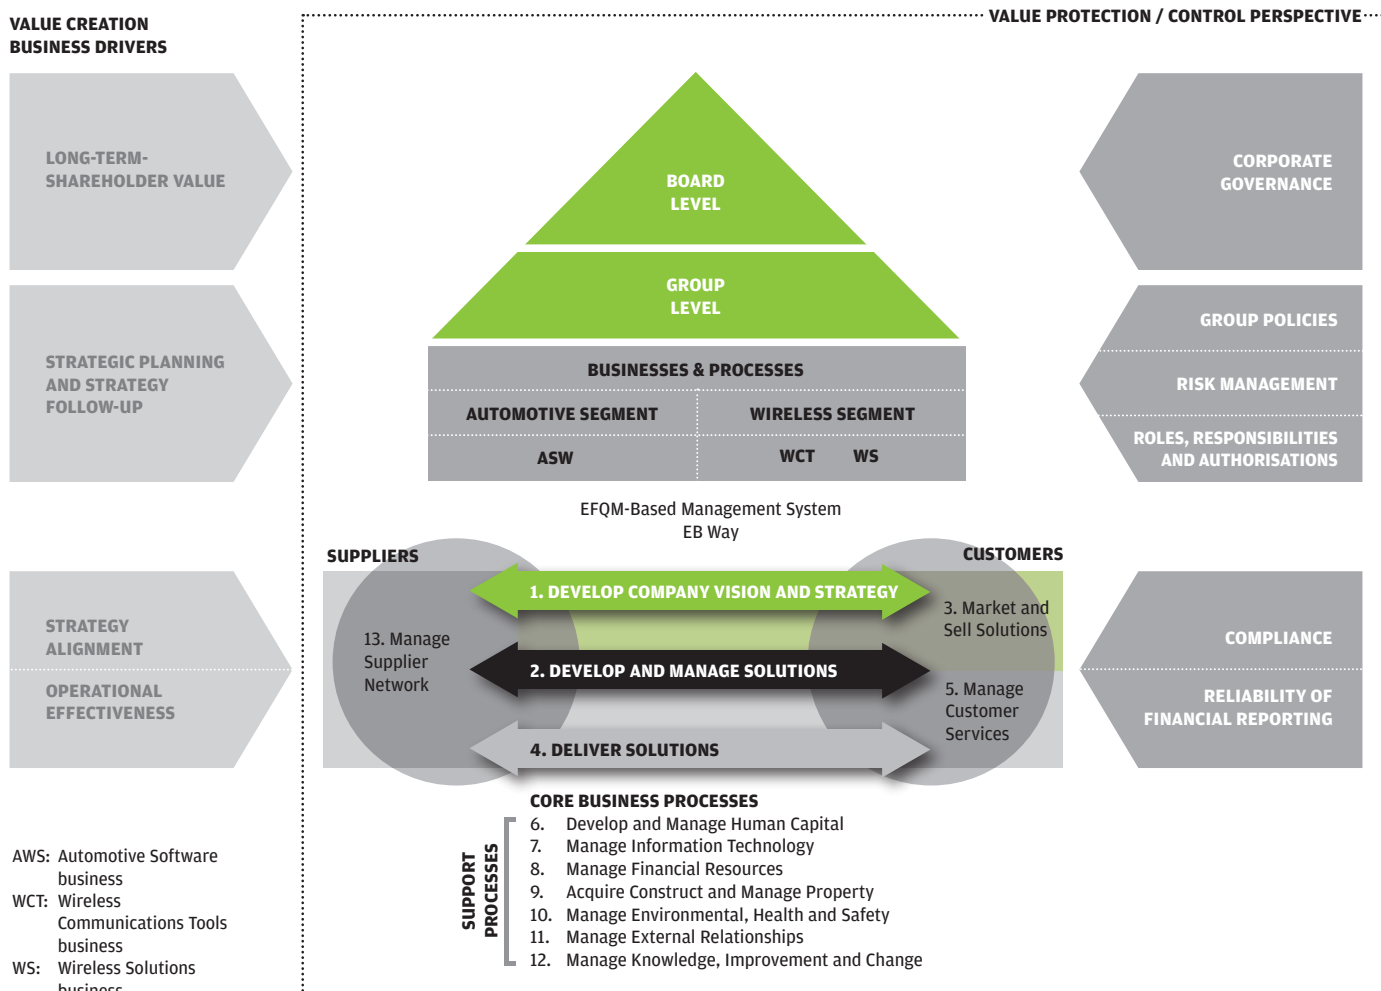 VALUE CREATION
BUSINESS DRIVERS
VALUE PROTECTION / CONTROL PERSPECTIVE
LONG-TERM-
SHAREHOLDER VALUE
BOARD
LEVEL
CORPORATE
GOVERNANCE
GROUP
LEVEL
STRATEGIC PLANNING
AND STRATEGY
FOLLOW-UP
BUSINESSES & PROCESSES
AUTOMOTIVE SEGMENT
WIRELESS SEGMENT
ASW
WCT WS
GROUP POLICIES
RISK MANAGEMENT
ROLES, RESPONSIBILITIES
AND AUTHORISATIONS
EFQM-Based Management System
EB Way
SUPPLIERS
CUSTOMERS
STRATEGY
ALIGNMENT
OPERATIONAL
EFFECTIVENESS
13. Manage
Supplier
Network
1. DEVELOP COMPANY VISION AND STRATEGY
2. DEVELOP AND MANAGE SOLUTIONS
4. DELIVER SOLUTIONS
3. Market and
Sell Solutions
5. Manage
Customer
Services
COMPLIANCE
RELIABILITY OF
FINANCIAL REPORTING
CORE BUSINESS PROCESSES
SUPPORT
PROCESSES
6. Develop and Manage Human Capital
7. Manage Information Technology
8. Manage Financial Resources
9. Acquire Construct and Manage Property
10. Manage Environmental, Health and Safety
11. Manage External Relationships
12. Manage Knowledge, Improvement and Change
AWS: Automotive Software
business
WCT: Wireless
Communications Tools
business
WS: Wireless Solutions
business